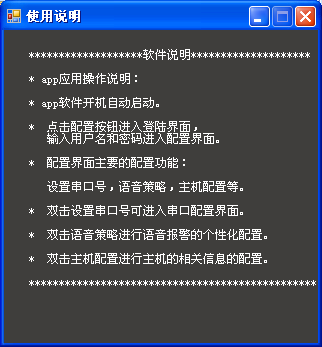 使用说明
*******************软件说明********************
* app应用操作说明：
* app软件开机自动启动。
* 点击配置按钮进入登陆界面，
输入用户名和密码进入配置界面。
* 配置界面主要的配置功能：
设置串口号，语音策略，主机配置等。
* 双击设置串口号可进入串口配置界面。
* 双击语音策略进行语音报警的个性化配置。
* 双击主机配置进行主机的相关信息的配置。
************************************************